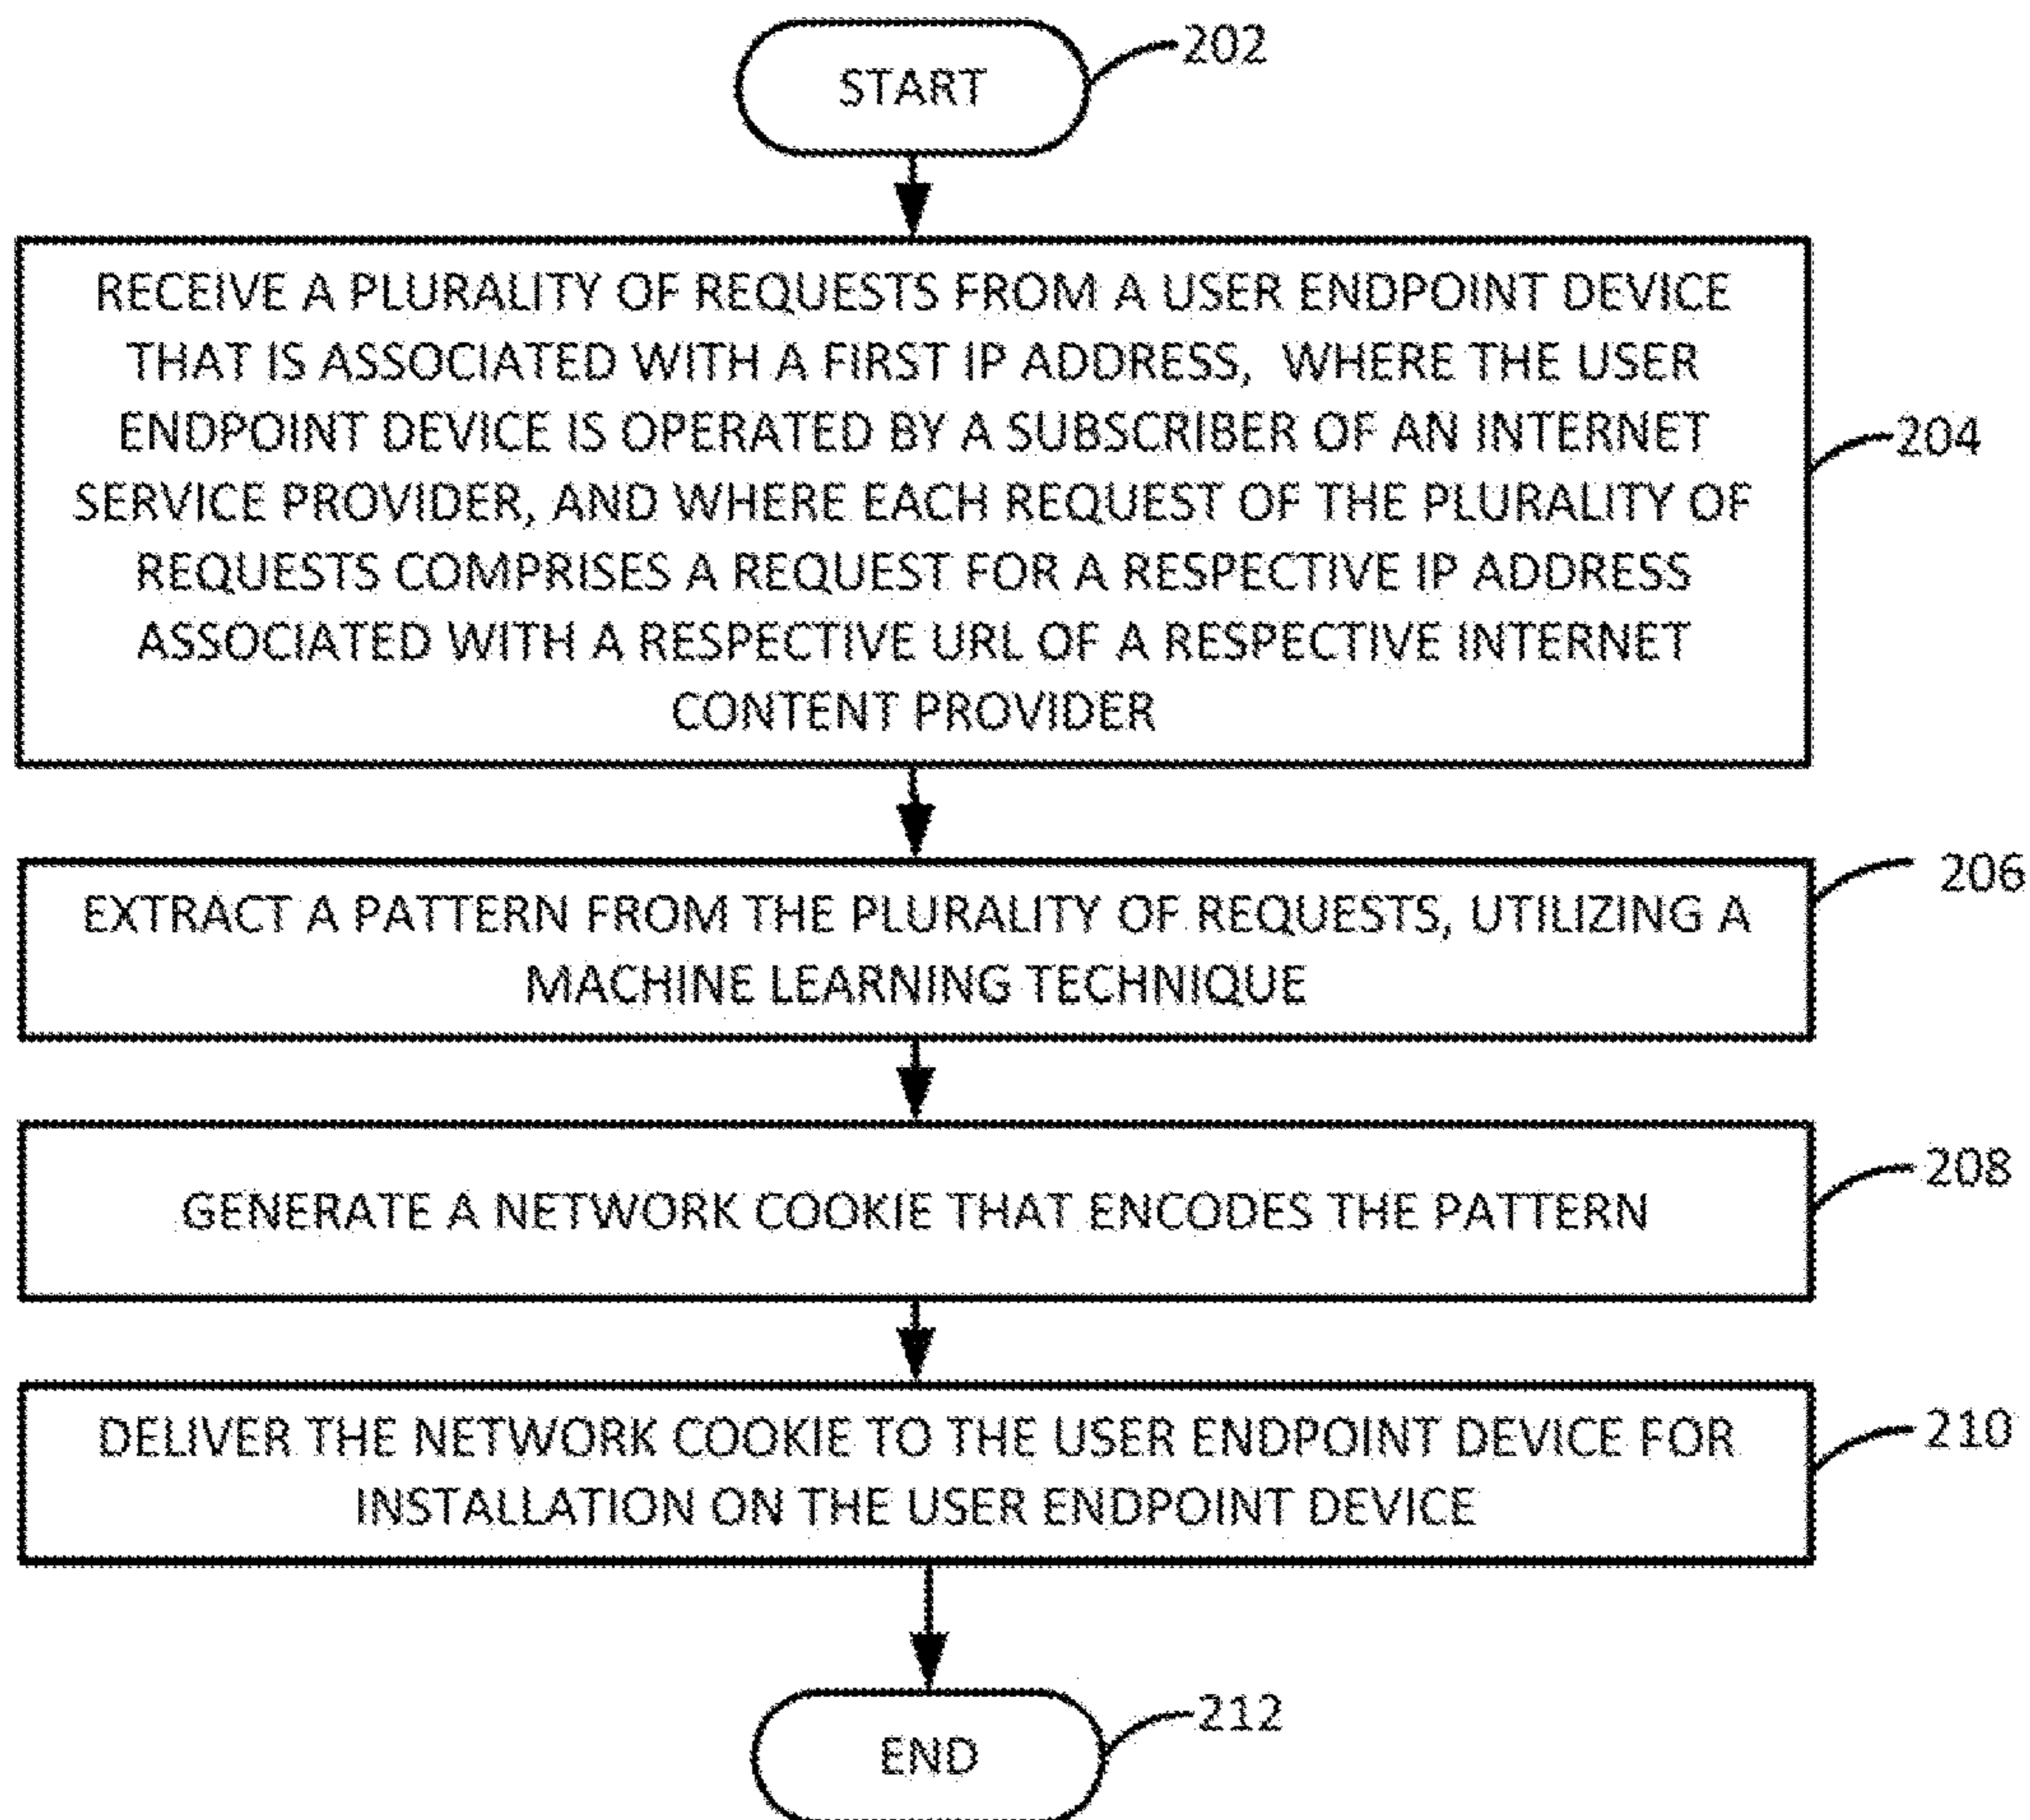 START
202
RECEIVE A PLURALITY OF REQUESTS FROM A USER ENDPOINT DEVICE
THAT IS ASSOCIATED WITH A FIRST IP ADDRESS, WHERE THE USER
ENDPOINT DEVICE IS OPERATED BY A SUBSCRIBER OF AN INTERNET
SERVICE PROVIDER, AND WHERE EACH REQUEST OF THE PLURALITY OF
REQUESTS COMPRISES A REQUEST FOR A RESPECTIVE IP ADDRESS
ASSOCIATED WITH A RESPECTIVE URL OF A RESPECTIVE INTERNET
CONTENT PROVIDER
204
EXTRACT A PATTERN FROM THE PLURALITY OF REQUESTS, UTILIZING A
MACHINE LEARNING TECHNIQUE
206
GENERATE A NETWORK COOKIE THAT ENCODES THE PATTERN
208
DELIVER THE NETWORK COOKIE TO THE USER ENDPOINT DEVICE FOR
INSTALLATION ON THE USER ENDPOINT DEVICE
210
END
212